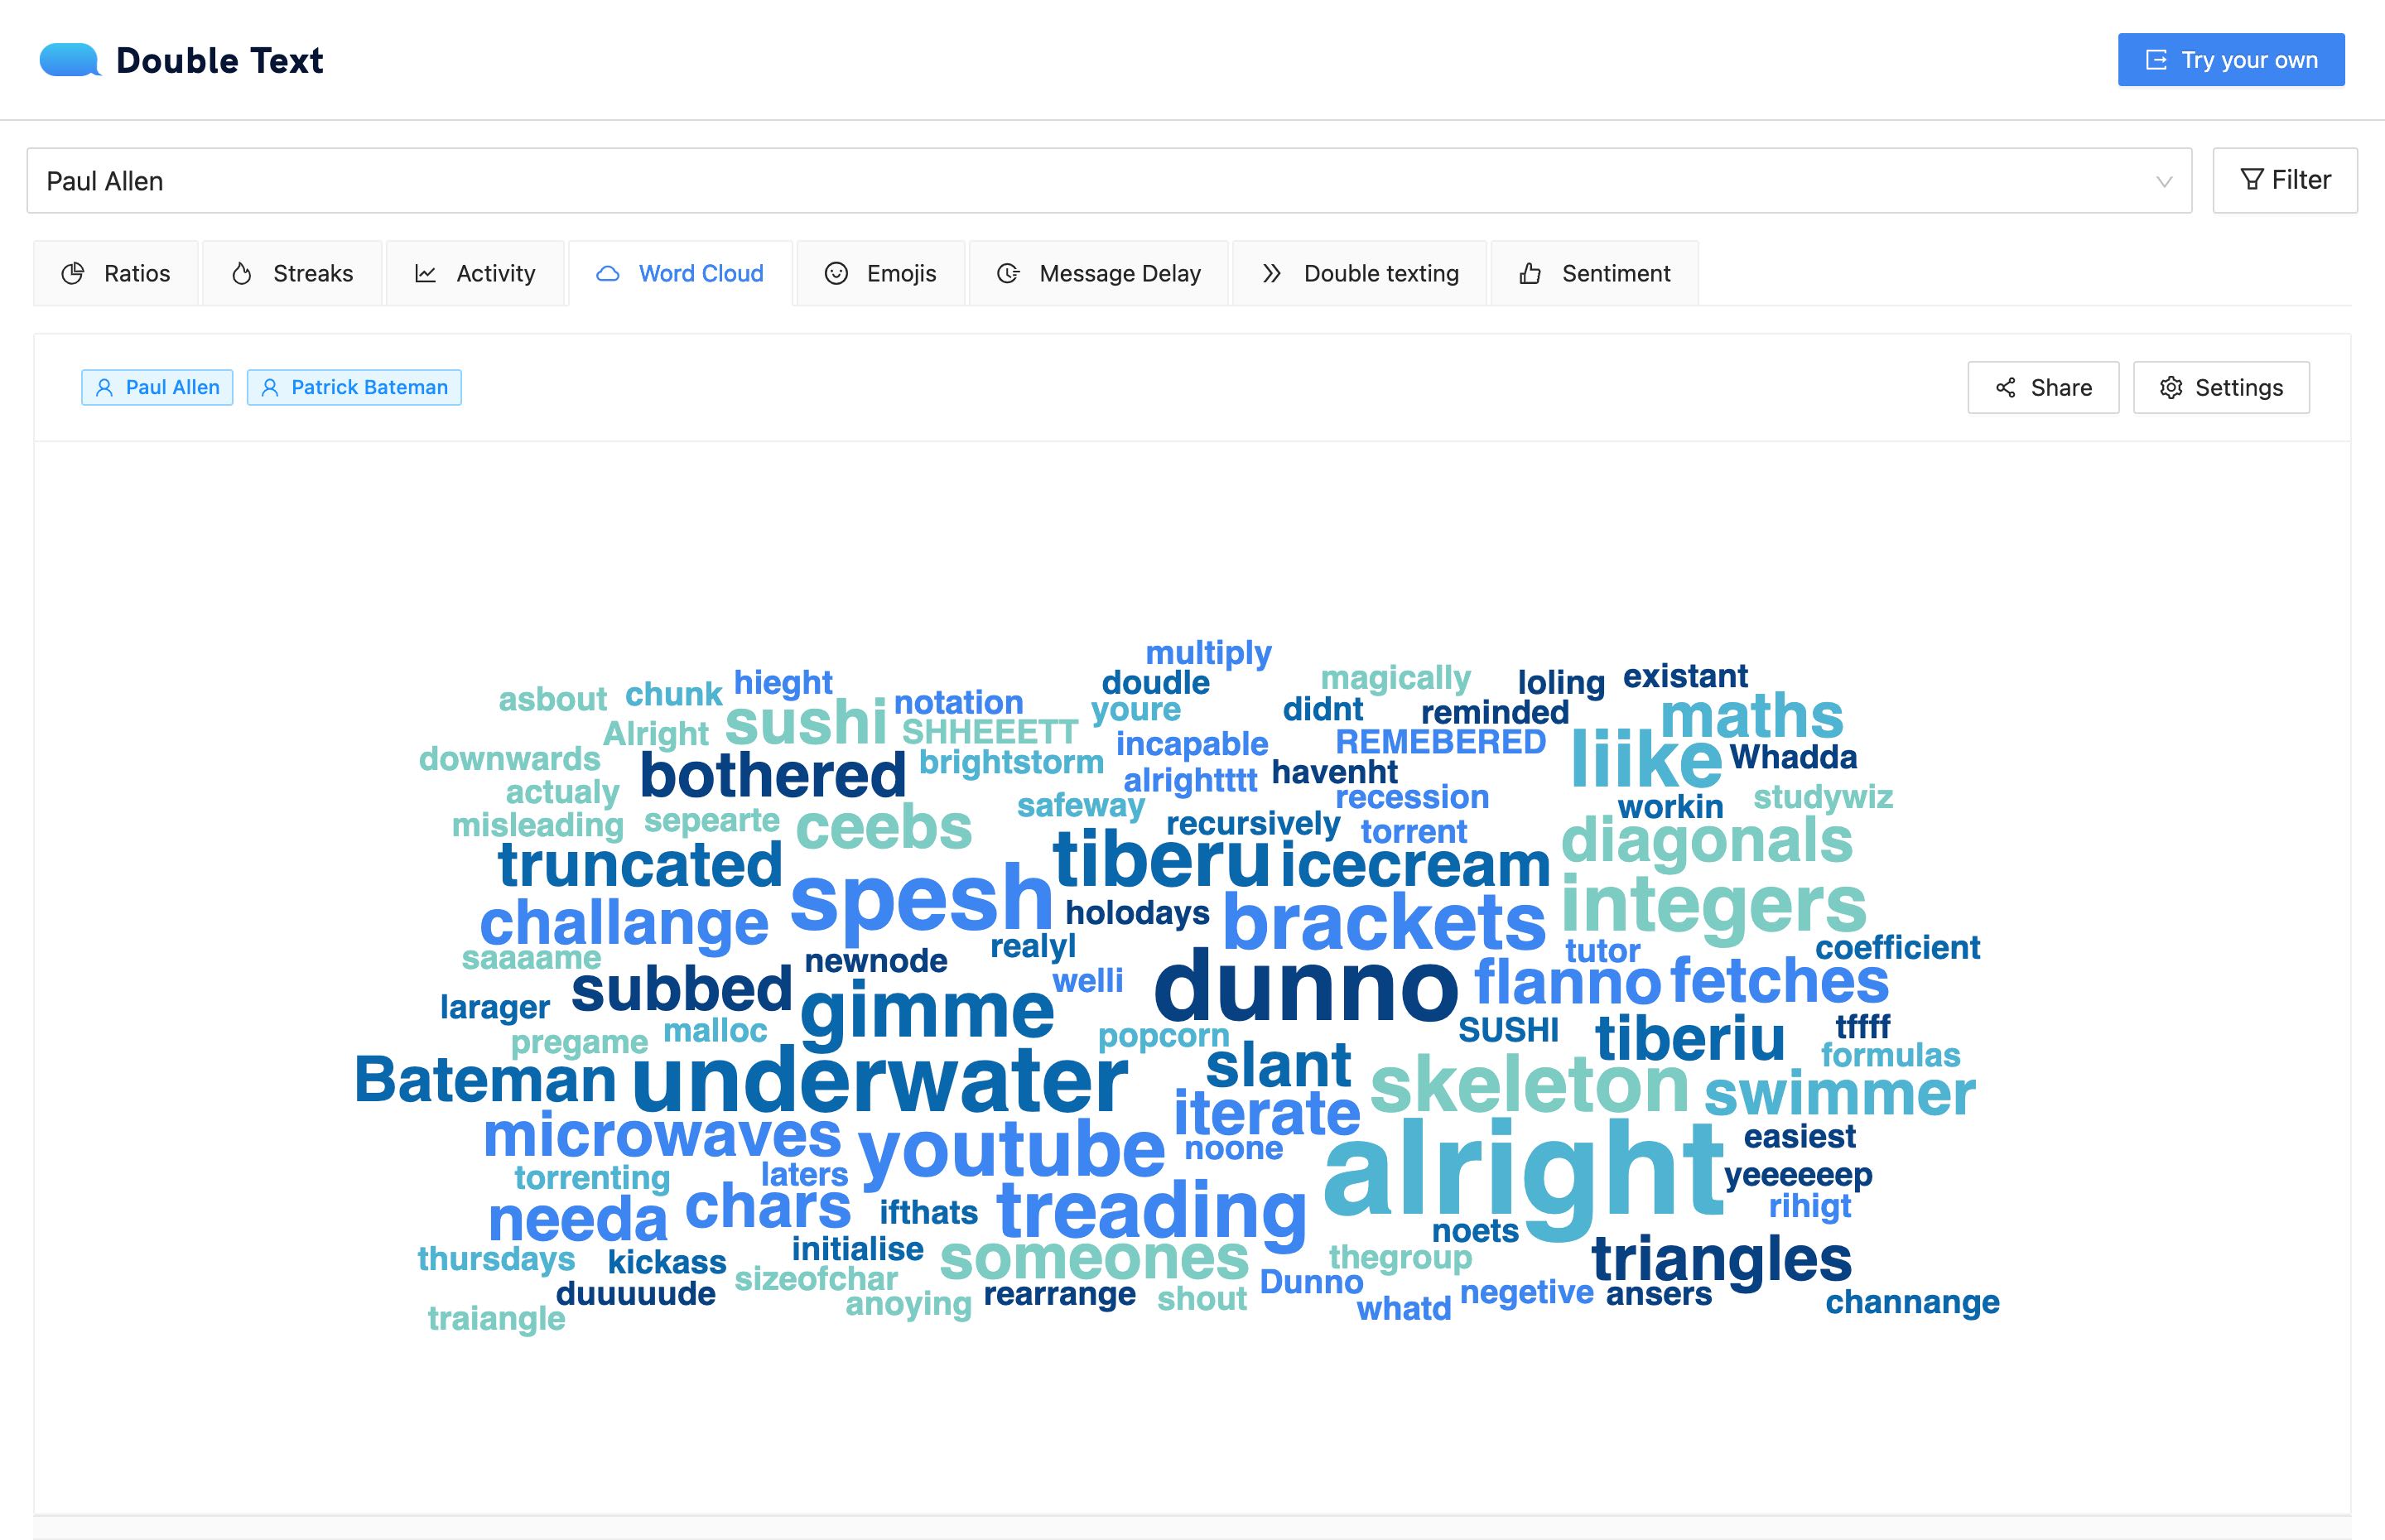 Double Text
Try your own
Paul Allen
Filter
Ratios Streaks Activity Word Cloud Emojis Message Delay Double texting Sentiment
Paul Allen Patrick Bateman Share Settings
multiply
asbout chunk hieght doudle magically loling existant
notation youre didnt reminded maths
Alright sushi SHHEEETT incapable REMEBERED liike Whadda
downwards bothered brightstorm alrightttt havenht
actualy safeway recession workin studywiz
misleading sepearte ceebs recursively torrent diagonals
truncated tiberu icecream
challange spesh holodays brackets integers
saaaame newnode realyl tutor coefficient
subbed welli dunno flanno fetches
larager gimme
pregame malloc popcorn SUSHI tiberiu tffff
Bateman underwater slant skeleton swimmer formulas
microwaves youtube iterate alright easiest
torrenting laters noone yeeeeeep
needa chars ifthats treading rihigt
noets
thursdays kickass initialise someones thegroup triangles
duuuuude sizeofchar rearrange shout Dunno negetive ansers channange
traiangle anoying whatd